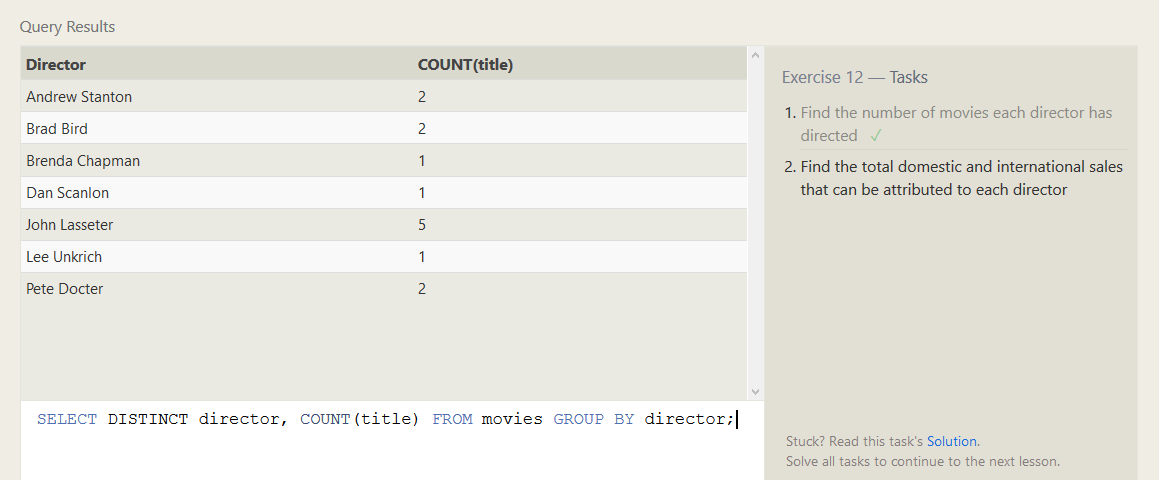 Query Results
Director COUNT(title)
Andrew Stanton 2
Brad Bird 2
Brenda Chapman 1
Dan Scanlon 1
John Lasseter 5
Lee Unkrich 1
Pete Docter 2
SELECT DISTINCT director, COUNT(title) FROM movies GROUP BY director;
Exercise 12 — Tasks
1. Find the number of movies each director has
directed ✓
2. Find the total domestic and international sales
that can be attributed to each director
Stuck? Read this task's Solution.
Solve all tasks to continue to the next lesson.